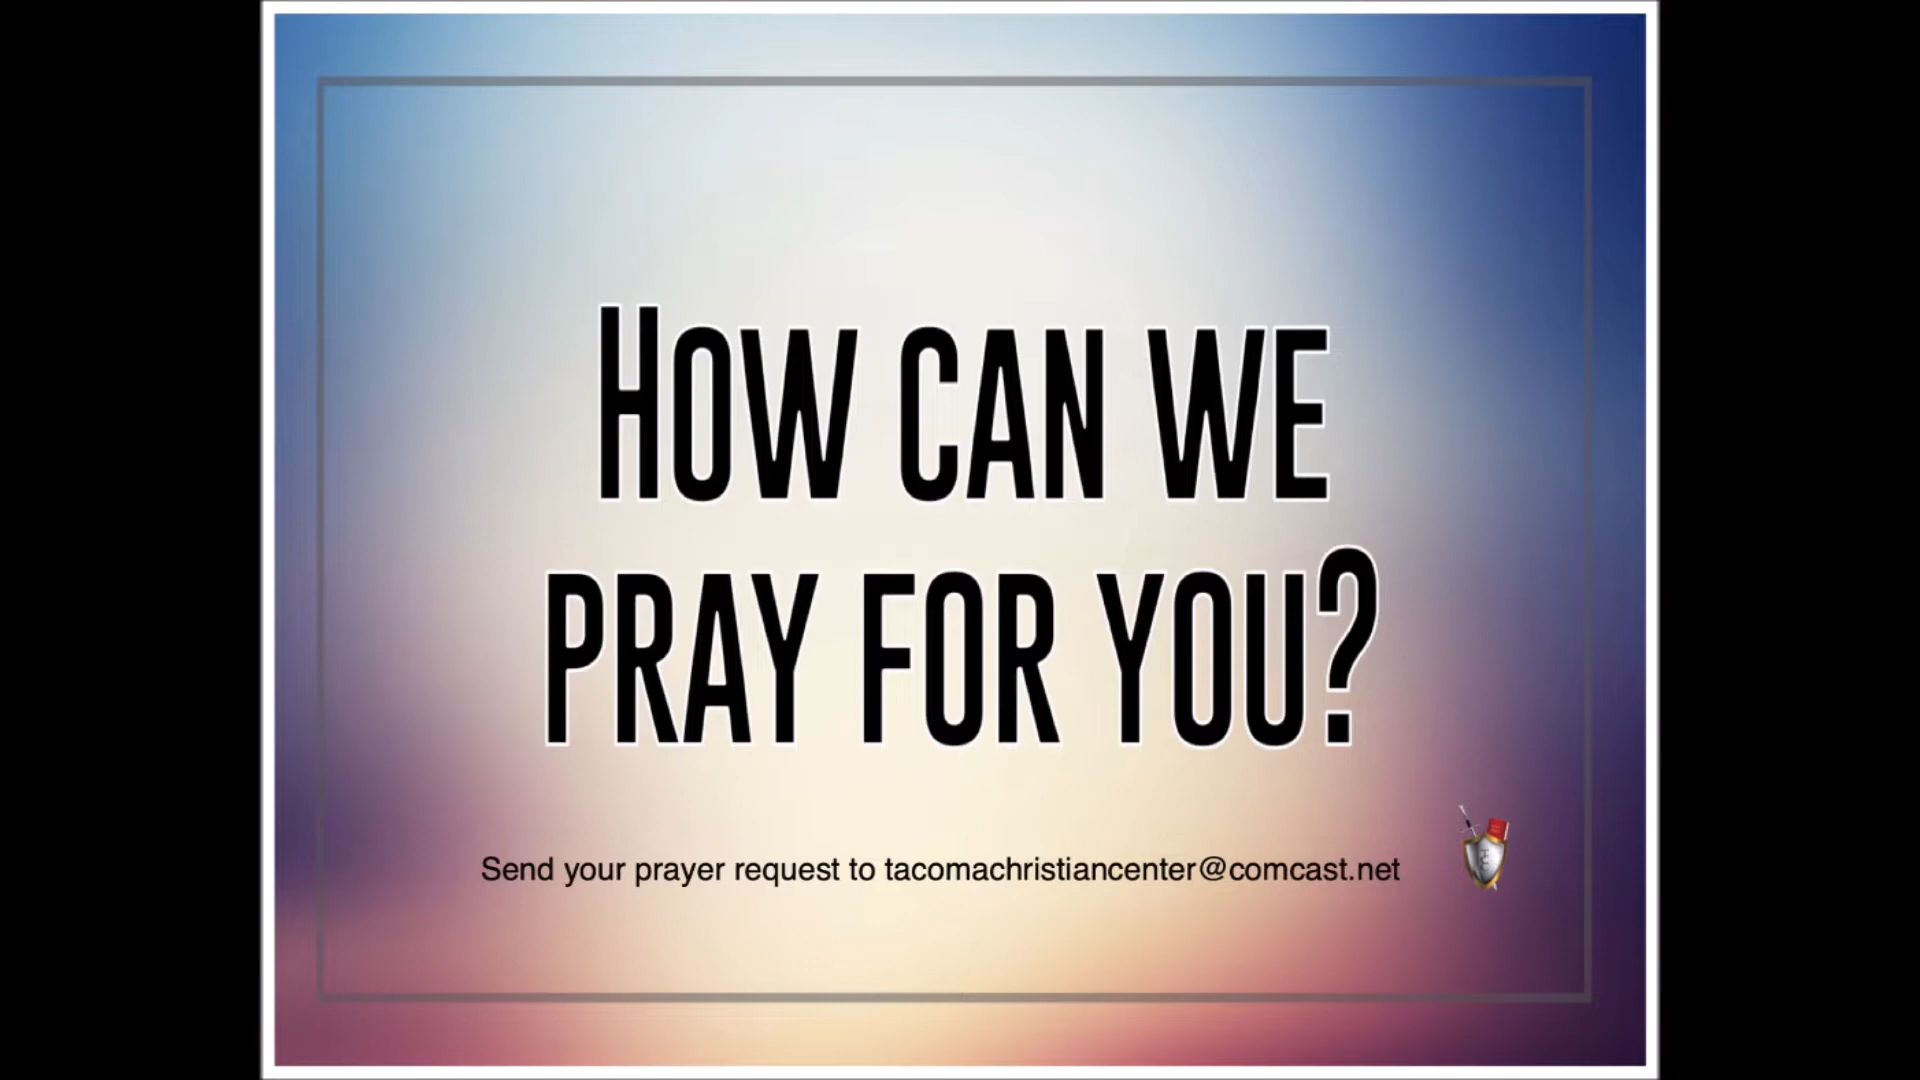 How can we
pray for you?
Send your prayer request to tacomachristiancenter@comcast.net